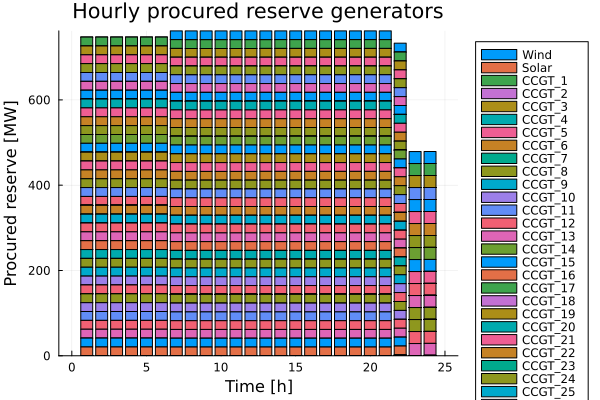 Hourly procured reserve generators
Procured reserve [MW]
600
400
200
0
0 5 10 15 20 25
Time [h]
Wind
Solar
CCGT_1
CCGT_2
CCGT_3
CCGT_4
CCGT_5
CCGT_6
CCGT_7
CCGT_8
CCGT_9
CCGT_10
CCGT_11
CCGT_12
CCGT_13
CCGT_14
CCGT_15
CCGT_16
CCGT_17
CCGT_18
CCGT_19
CCGT_20
CCGT_21
CCGT_22
CCGT_23
CCGT_24
CCGT_25